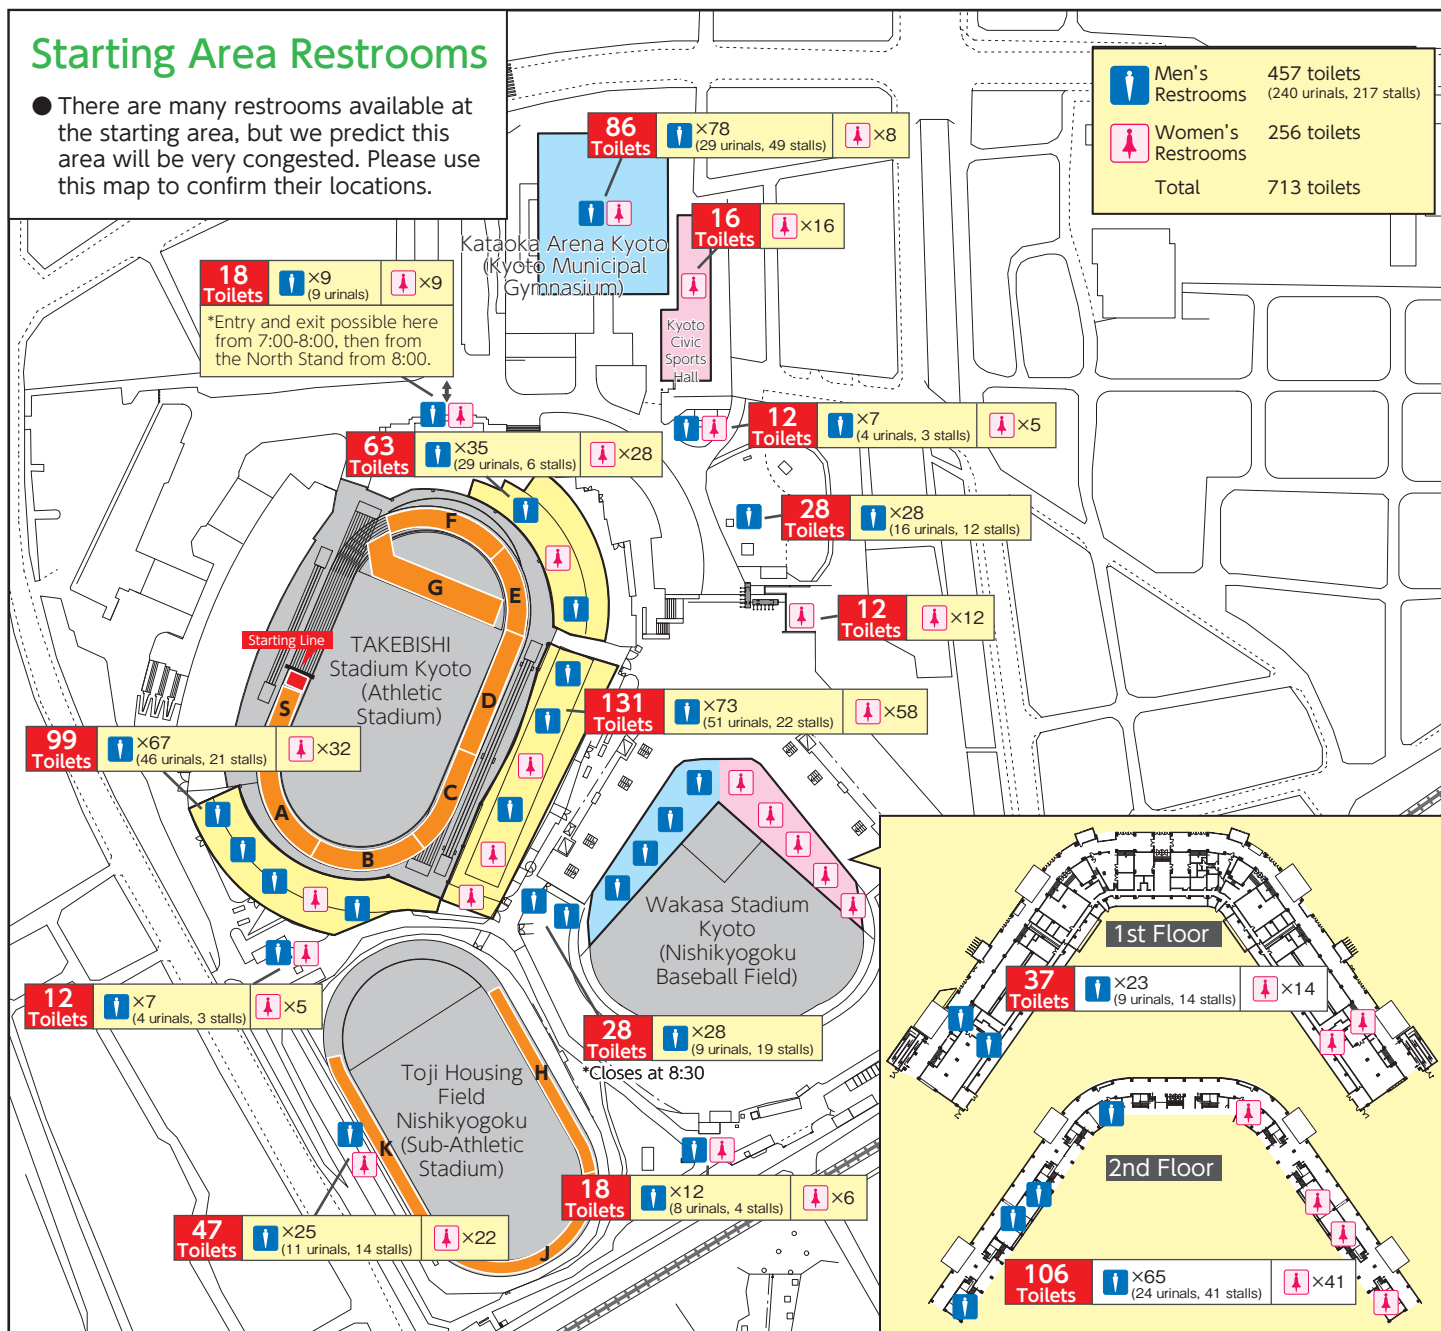 Starting Area Restrooms
● There are many restrooms available at
the starting area, but we predict this
area will be very congested. Please use
this map to confirm their locations.
Men's
Restrooms
457 toilets
(240 urinals, 217 stalls)
Women's
Restrooms
256 toilets
Total 713 toilets
86
Toilets
×78
(29 urinals, 49 stalls)
×8
Kataoka Arena Kyoto
(Kyoto Municipal
Gymnasium)
16
Toilets
×16
Kyoto
Civic
Sports
Hall
18
Toilets
×9
(9 urinals)
×9
*Entry and exit possible here
from 7:00-8:00, then from
the North Stand from 8:00.
12
Toilets
×7
(4 urinals, 3 stalls)
×5
63
Toilets
×35
(29 urinals, 6 stalls)
×28
28
Toilets
×28
(16 urinals, 12 stalls)
12
Toilets
×12
F
E
G
D
S
C
A
B
Starting Line
TAKEBISHI
Stadium Kyoto
(Athletic
Stadium)
131
Toilets
×73
(51 urinals, 22 stalls)
×58
99
Toilets
×67
(46 urinals, 21 stalls)
×32
Wakasa Stadium
Kyoto
(Nishikyogoku
Baseball Field)
12
Toilets
×7
(4 urinals, 3 stalls)
×5
28
Toilets
×28
(9 urinals, 19 stalls)
*Closes at 8:30
Toji Housing
Field
Nishikyogoku
(Sub-Athletic
Stadium)
H
K
J
18
Toilets
×12
(8 urinals, 4 stalls)
×6
47
Toilets
×25
(11 urinals, 14 stalls)
×22
1st Floor
37
Toilets
×23
(9 urinals, 14 stalls)
×14
2nd Floor
106
Toilets
×65
(24 urinals, 41 stalls)
×41